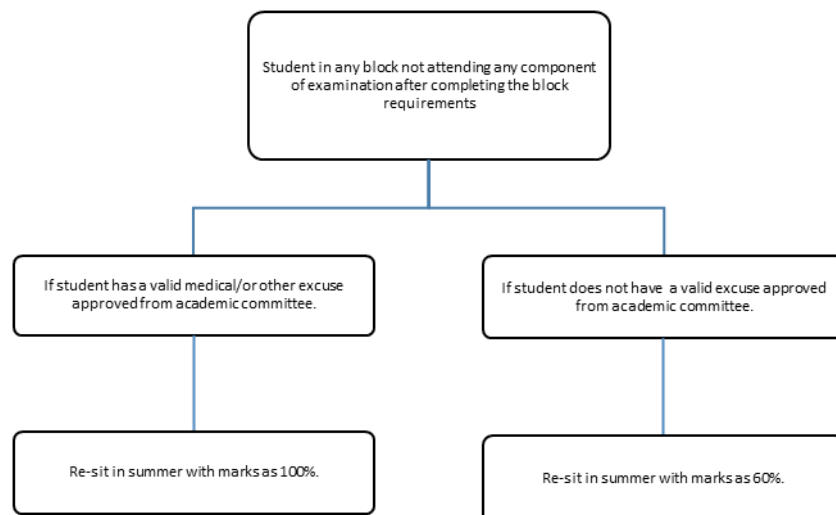 Student in any block not attending any component
of examination after completing the block
requirements
If student has a valid medical/or other excuse
approved from academic committee.
If student does not have a valid excuse approved
from academic committee.
Re-sit in summer with marks as 100%.
Re-sit in summer with marks as 60%.